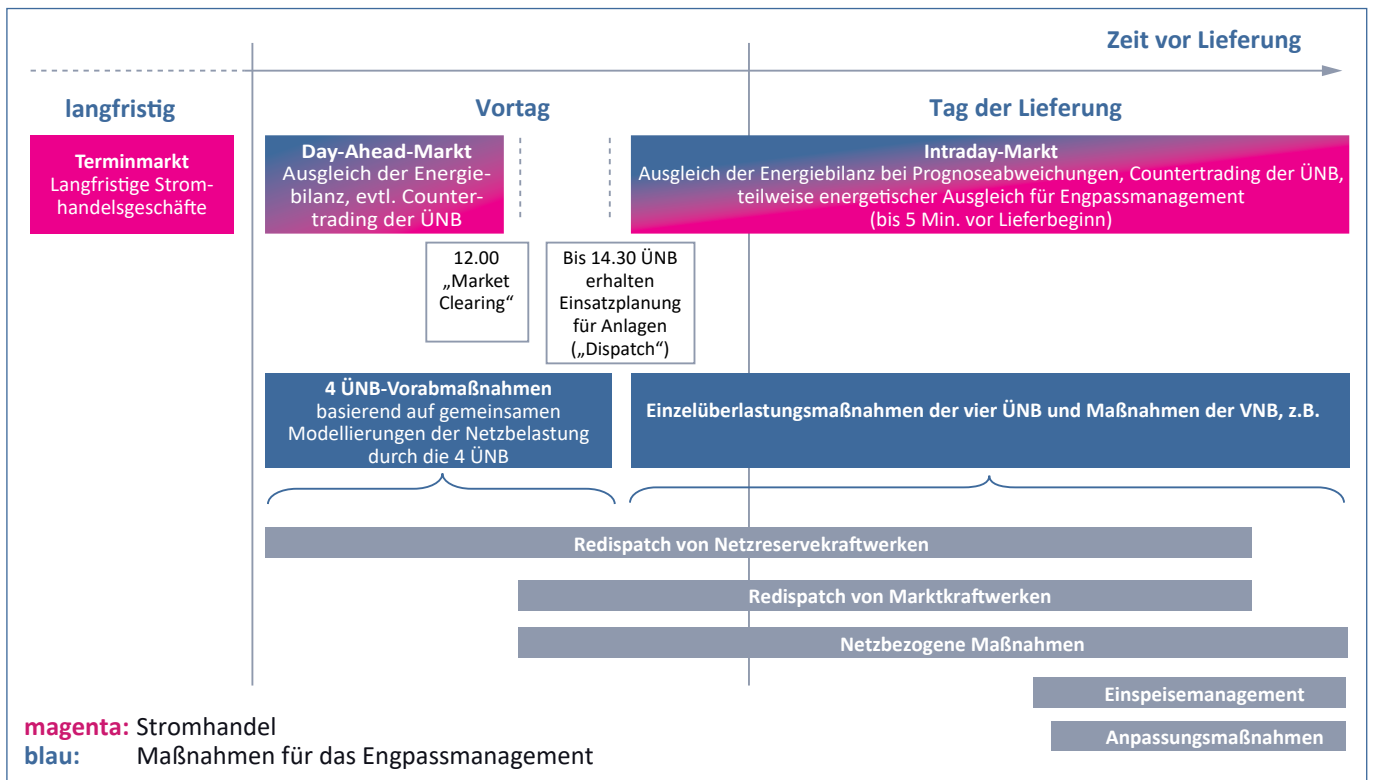 Zeit vor Lieferung
langfristig
Vortag
Tag der Lieferung
Terminmarkt
Langfristige Strom-
handelsgeschäfte
Day-Ahead-Markt
Ausgleich der Energie-
bilanz, evtl. Counter-
trading der ÜNB
Intraday-Markt
Ausgleich der Energiebilanz bei Prognoseabweichungen, Countertrading der ÜNB,
teilweise energetischer Ausgleich für Engpassmanagement
(bis 5 Min. vor Lieferbeginn)
12.00
„Market
Clearing“
Bis 14.30 ÜNB
erhalten
Einsatzplanung
für Anlagen
(„Dispatch“)
4 ÜNB-Vorabmaßnahmen
basierend auf gemeinsamen
Modellierungen der Netzbelastung
durch die 4 ÜNB
Einzelüberlastungsmaßnahmen der vier ÜNB und Maßnahmen der VNB, z.B.
Redispatch von Netzreservekraftwerken
Redispatch von Marktkraftwerken
Netzbezogene Maßnahmen
Einspeisemanagement
Anpassungsmaßnahmen
magenta: Stromhandel
blau: Maßnahmen für das Engpassmanagement